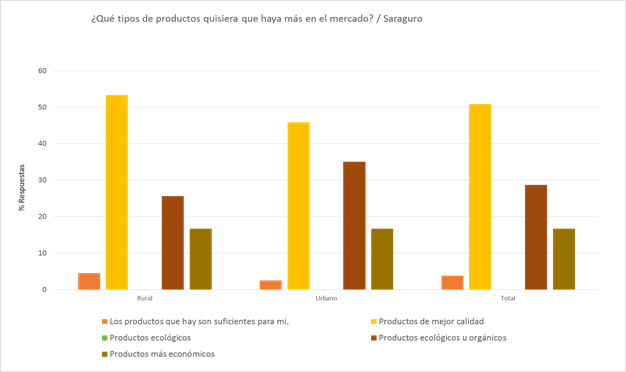 ¿Qué tipos de productos quisiera que haya más en el mercado? / Saraguro
60
50
40
30
20
10
0
% Respuestas
Rural
Urbano
Total
Los productos que hay son suficientes para mi.
Productos de mejor calidad
Productos ecológicos
Productos ecológicos u orgánicos
Productos más económicos